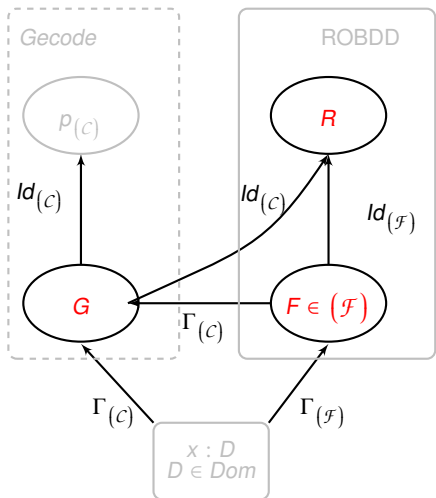 Gecode
ROBDD
p(C)
R
Id(C)
Id(C)
Id(F)
G
F ∈ (F)
Γ(C)
Γ(C)
Γ(F)
x : D
D ∈ Dom